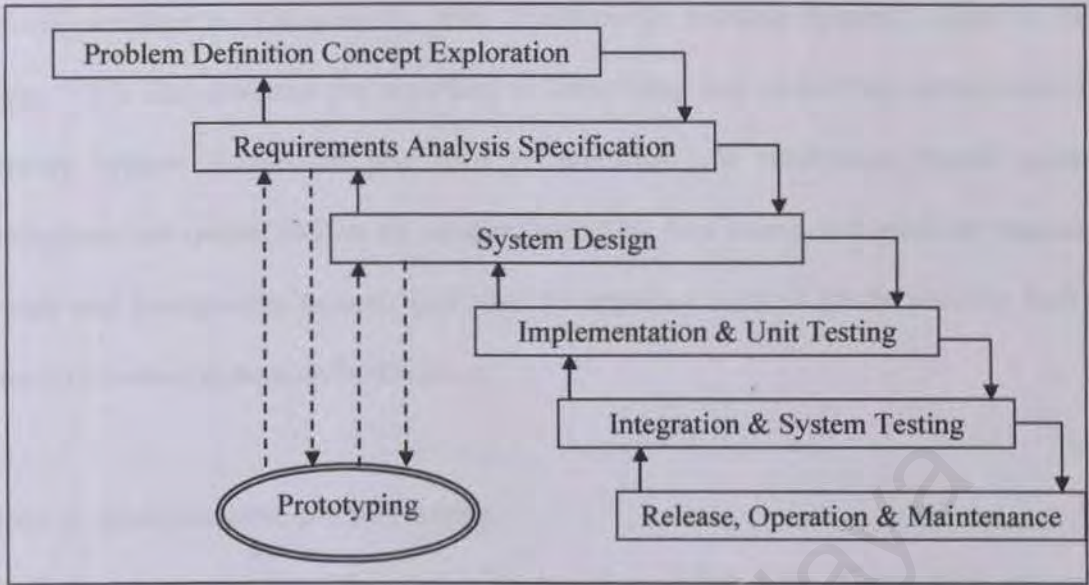 Problem Definition Concept Exploration
Requirements Analysis Specification
System Design
Implementation & Unit Testing
Integration & System Testing
Prototyping
Release, Operation & Maintenance
laya